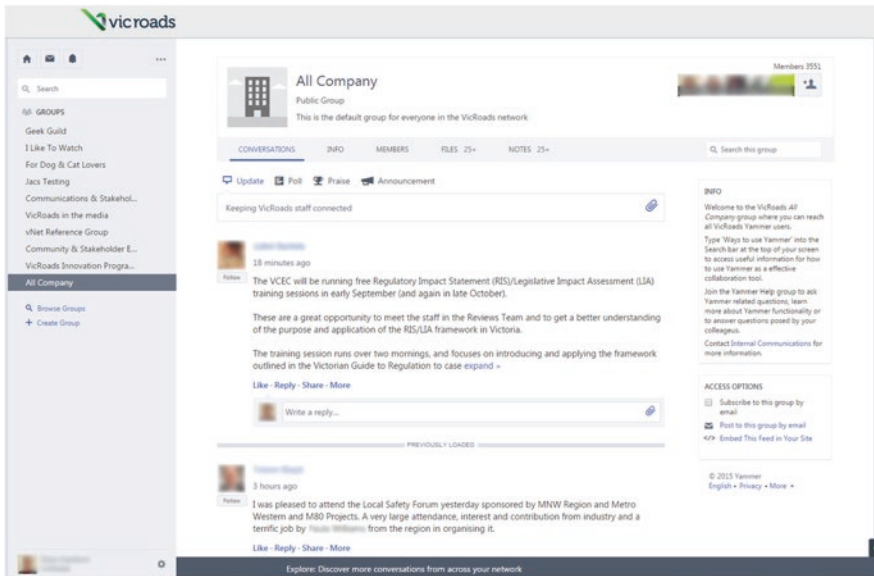 vicroads
Search
GROUPS
Geek Guild
I Like To Watch
For Dog & Cat Lovers
Jacs Testing
Communications & Stakehol...
VicRoads in the media
vNet Reference Group
Community & Stakeholder E...
VicRoads Innovation Progra...
All Company
Browse Groups
+ Create Group
All Company
Public Group
This is the default group for everyone in the VicRoads network
Members 3551
CONVERSATIONS INFO MEMBERS FILES 25+ NOTES 25+
Search this group
Update Poll Praise Announcement
Keeping VicRoads staff connected
18 minutes ago
Follow
The VCEC will be running free Regulatory Impact Statement (RIS)/Legislative Impact Assessment (LIA)
training sessions in early September (and again in late October).
These are a great opportunity to meet the staff in the Reviews Team and to get a better understanding
of the purpose and application of the RIS/LIA framework in Victoria.
The training session runs over two mornings, and focuses on introducing and applying the framework
outlined in the Victorian Guide to Regulation to case expand »
Like · Reply · Share · More
Write a reply...
PREVIOUSLY LOADED
3 hours ago
Follow
I was pleased to attend the Local Safety Forum yesterday sponsored by MNW Region and Metro
Western and M80 Projects. A very large attendance, interest and contribution from industry and a
terrific job by from the region in organising it.
Like · Reply · Share · More
INFO
Welcome to the VicRoads All
Company group where you can reach
all VicRoads Yammer users.
Type 'Ways to use Yammer' into the
Search bar at the top of your screen
to access useful information for how
to use Yammer as a effective
collaboration tool.
Join the Yammer Help group to ask
Yammer related questions, learn
more about Yammer functionality or
to answer questions posed by your
colleageus.
Contact Internal Communications for
more information.
ACCESS OPTIONS
Subscribe to this group by
email
Post to this group by email
</> Embed This Feed in Your Site
© 2015 Yammer
English • Privacy • More
Explore: Discover more conversations from across your network